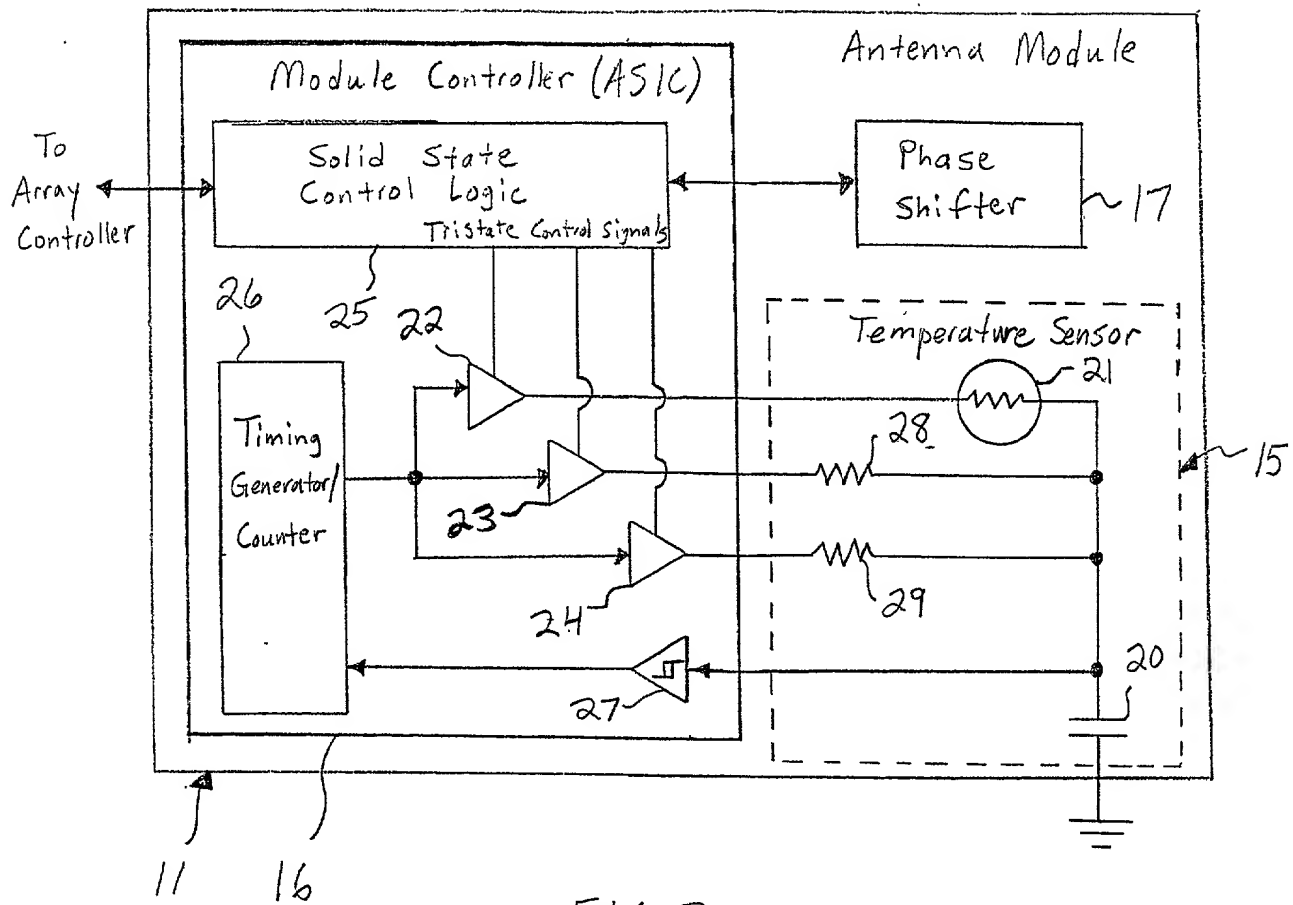 Antenna Module
Module Controller (ASIC)
To
Array
Controller
Solid State
Control Logic
Tristate Control Signals
Phase
Shifter
17
25
26
22
Temperature Sensor
21
Timing
Generator/
Counter
28
15
23
24
29
27
20
11
16